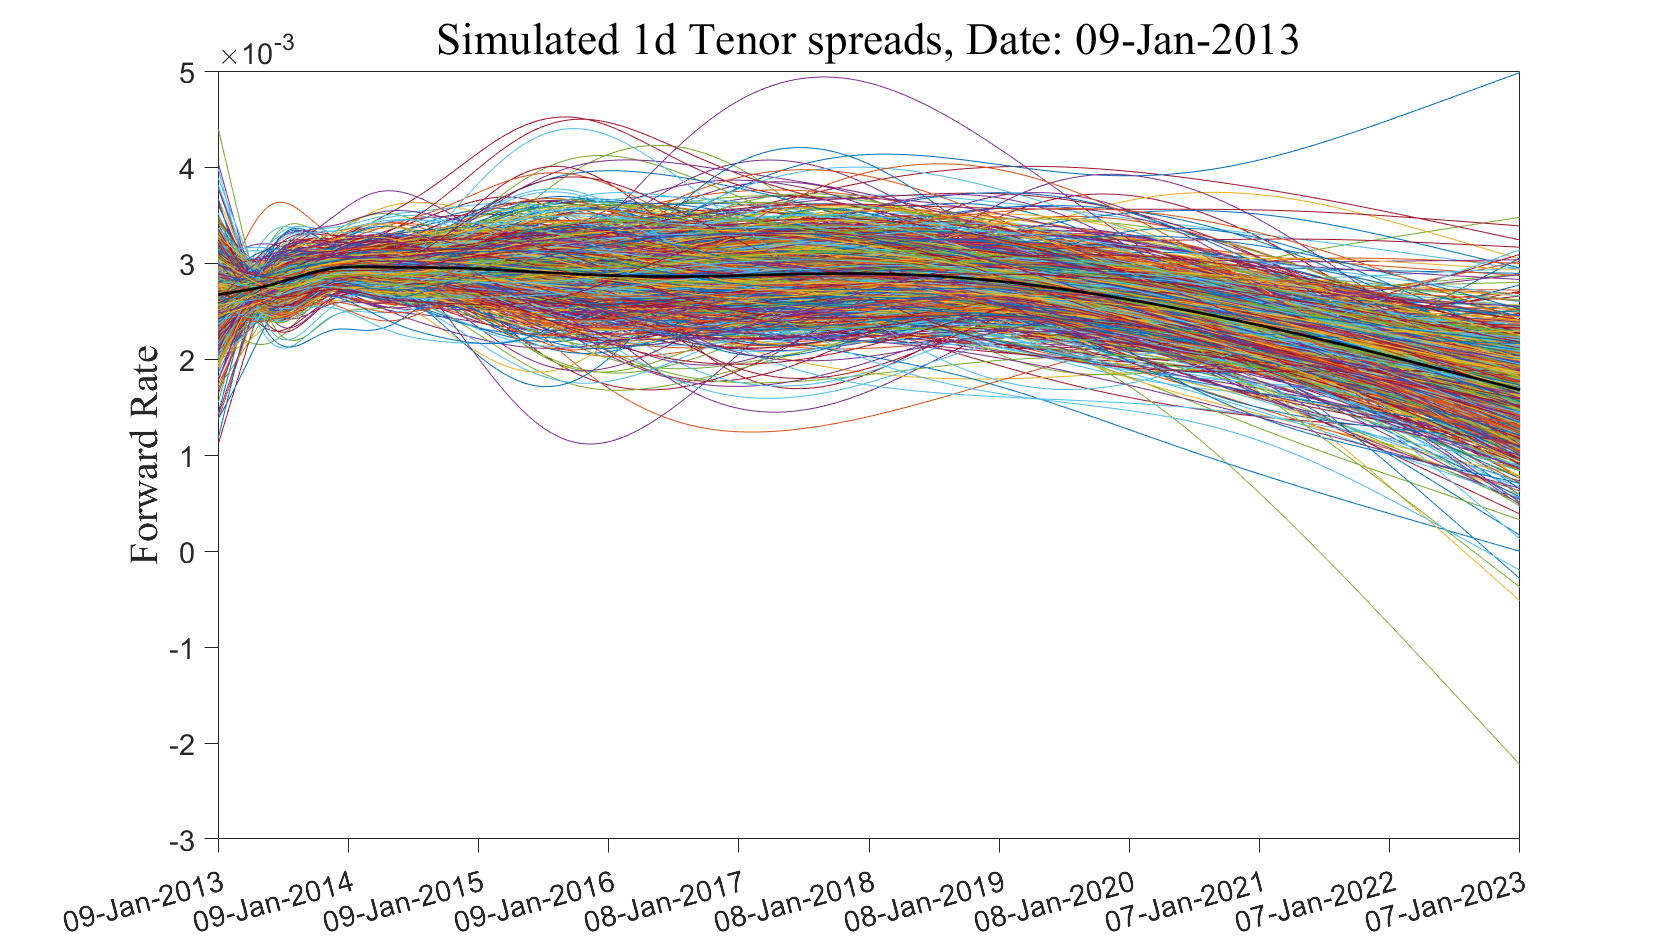 Simulated 1d Tenor spreads, Date: 09-Jan-2013
×10-3
5
4
3
2
1
0
-1
-2
-3
Forward Rate
09-Jan-2013
09-Jan-2014
09-Jan-2015
09-Jan-2016
08-Jan-2017
08-Jan-2018
08-Jan-2019
08-Jan-2020
07-Jan-2021
07-Jan-2022
07-Jan-2023